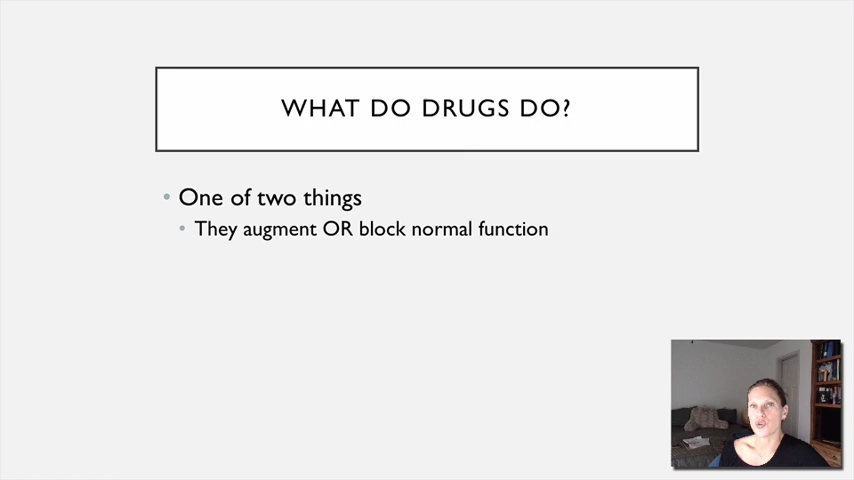 WHAT DO DRUGS DO?
• One of two things
• They augment OR block normal function